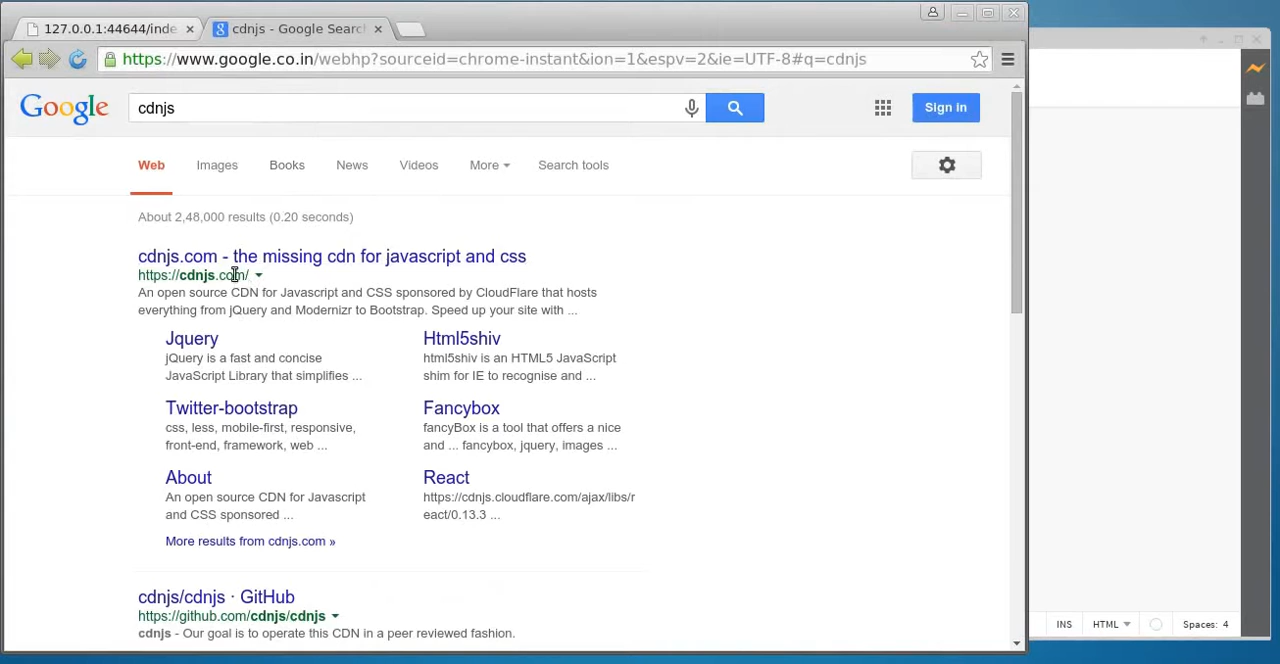 127.0.0.1:44644/inde
cdnjs - Google Searc
https://www.google.co.in/webhp?sourceid=chrome-instant&ion=1&espv=2&ie=UTF-8#q=cdnjs
Google
cdnjs
Sign in
Web Images Books News Videos More Search tools
About 2,48,000 results (0.20 seconds)
cdnjs.com - the missing cdn for javascript and css
https://cdnjs.com/
An open source CDN for Javascript and CSS sponsored by CloudFlare that hosts
everything from jQuery and Modernizr to Bootstrap. Speed up your site with ...
Jquery
jQuery is a fast and concise
JavaScript Library that simplifies ...
Html5shiv
html5shiv is an HTML5 JavaScript
shim for IE to recognise and ...
Twitter-bootstrap
css, less, mobile-first, responsive,
front-end, framework, web ...
Fancybox
fancyBox is a tool that offers a nice
and ... fancybox, jquery, images ...
About
An open source CDN for Javascript
and CSS sponsored ...
React
https://cdnjs.cloudflare.com/ajax/libs/r
eact/0.13.3 ...
More results from cdnjs.com »
cdnjs/cdnjs · GitHub
https://github.com/cdnjs/cdnjs
cdnjs - Our goal is to operate this CDN in a peer reviewed fashion.
INS HTML Spaces: 4